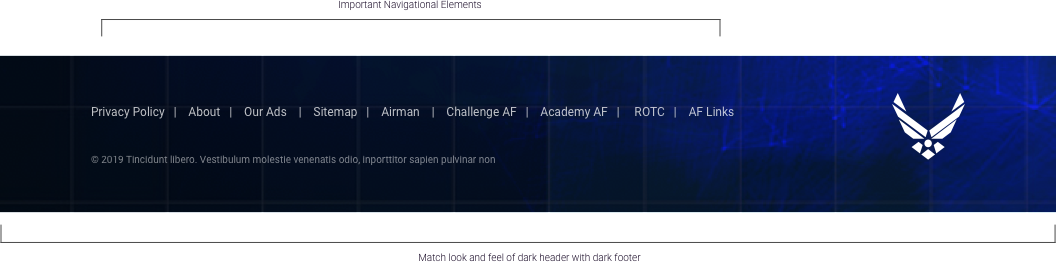 Important Navigational Elements
Privacy Policy | About | Our Ads | Sitemap | Airman | Challenge AF | Academy AF | ROTC | AF Links
© 2019 Tincidunt libero. Vestibulum molestie venenatis odio, inporttitor sapien pulvinar non
Match look and feel of dark header with dark footer